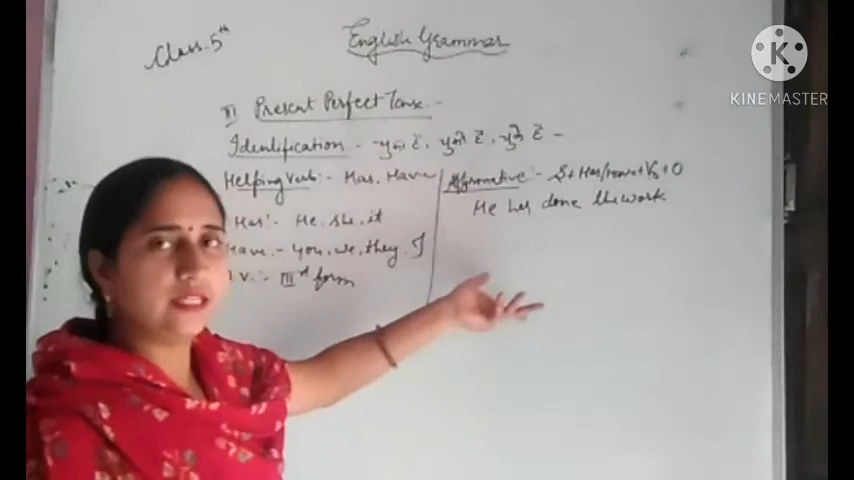 Class. 5th
English Grammar
KINEMASTER
III Present Perfect Tense :-
Identification - चुका है, चुकी है, चुके हैं -
Helping Verb :- Has, Have
Has :- He, she, it
Have :- You, we, they, I
V. :- IIIrd form
Affirmative :- S + Has/have + V3 + O
He has done the work